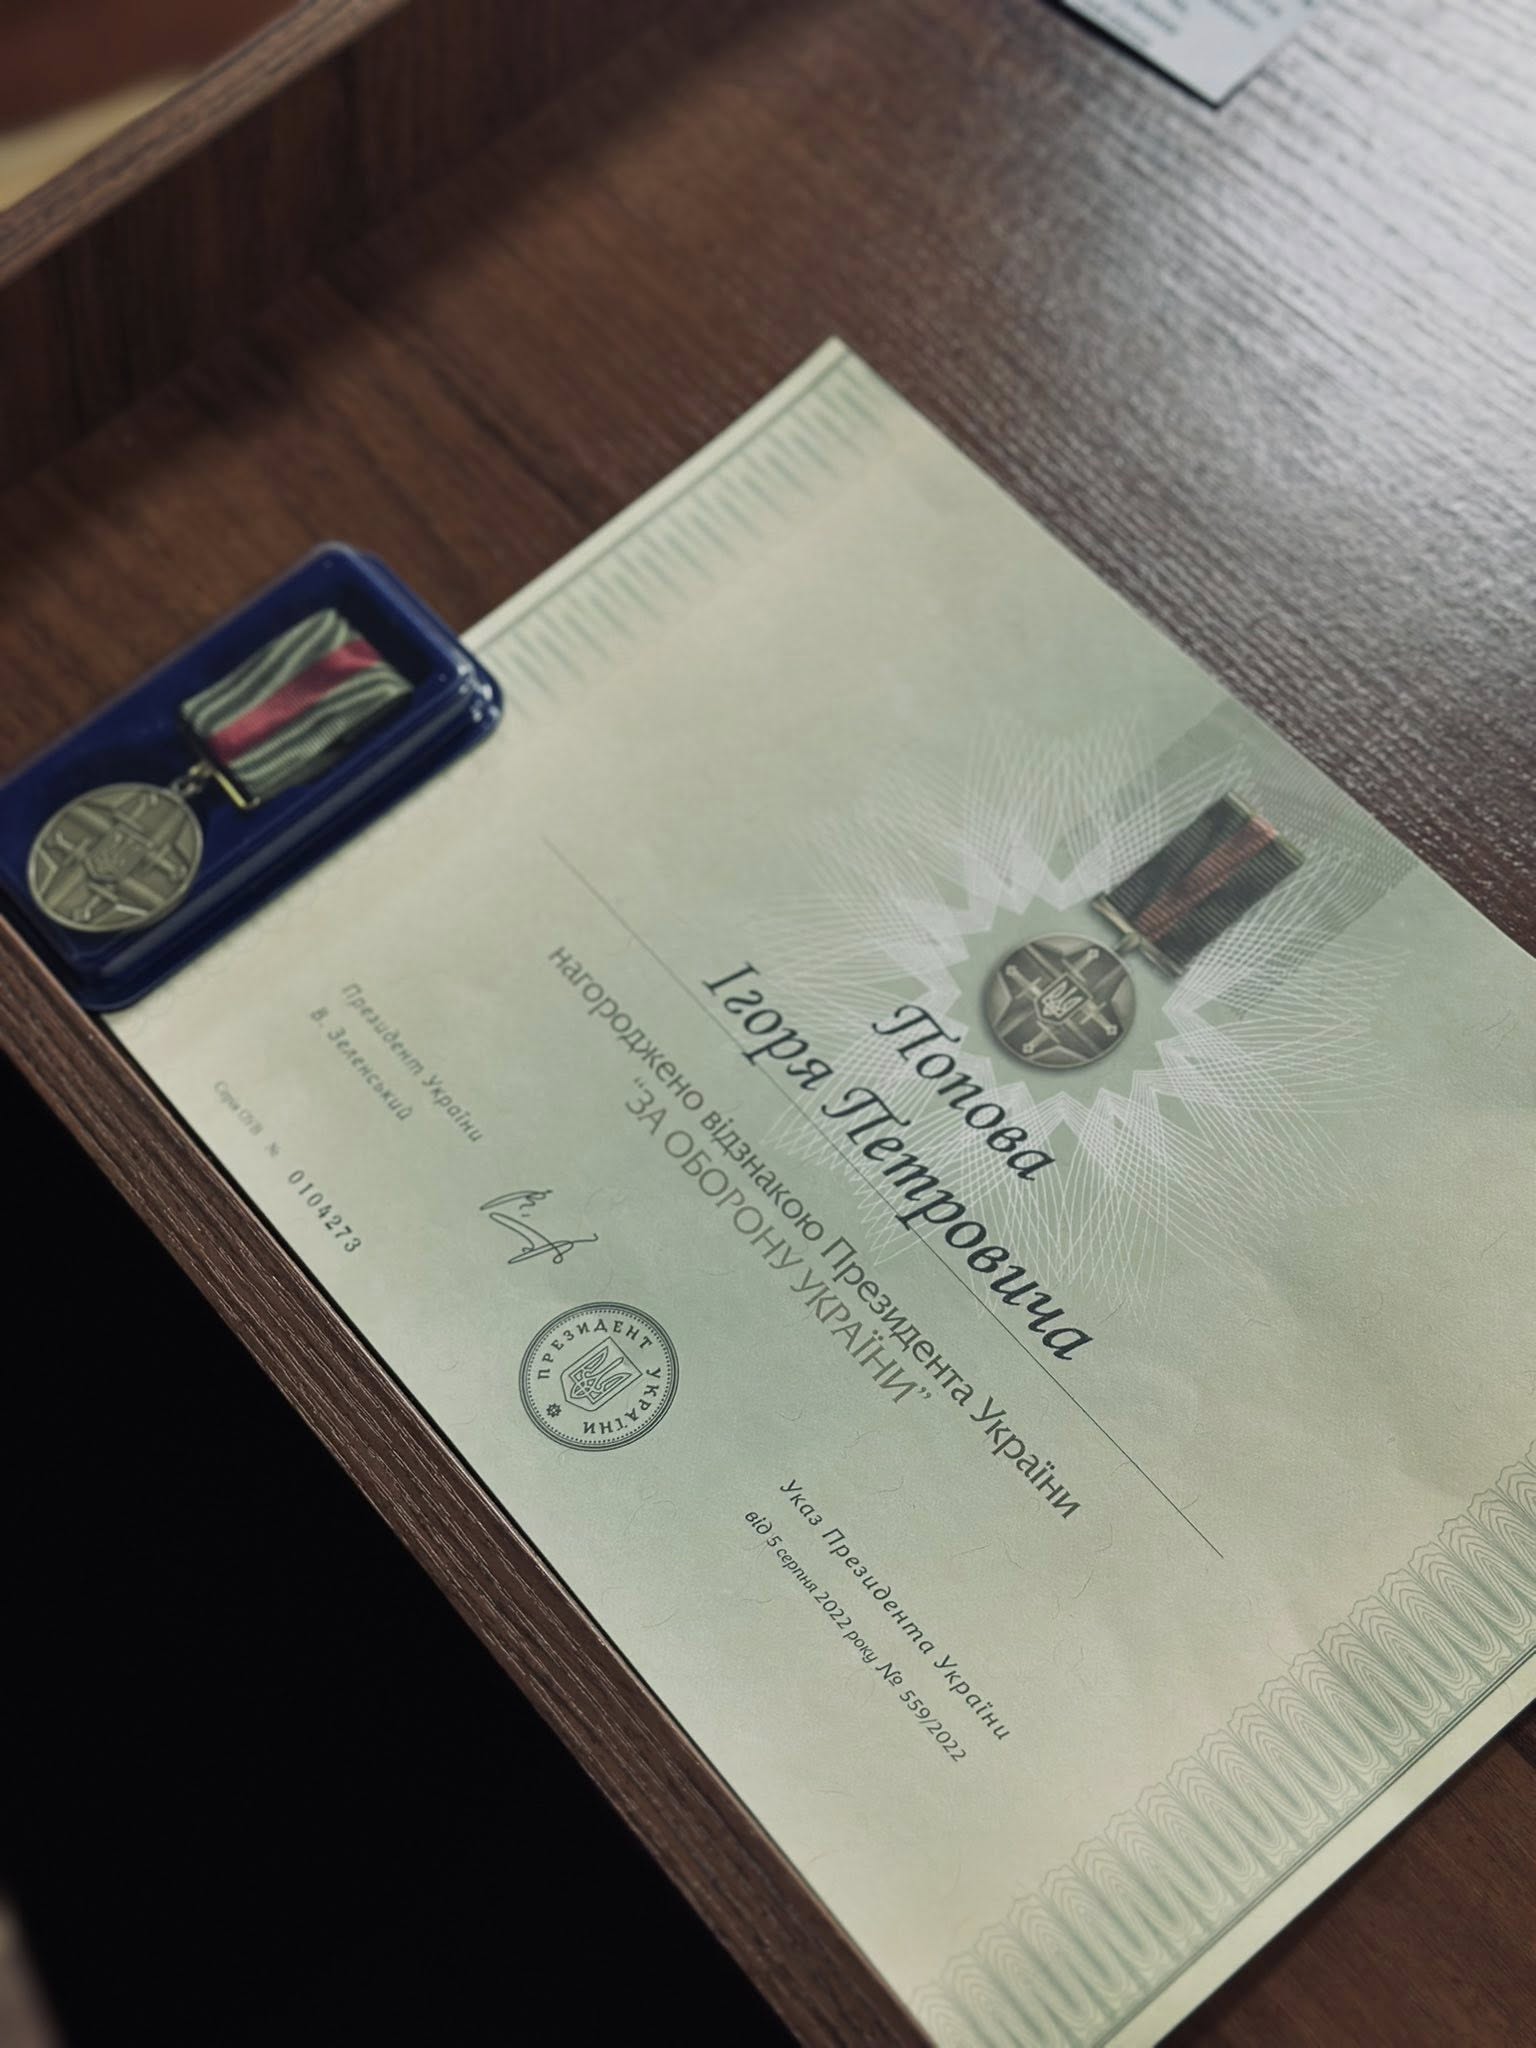 Попова
Ігоря Петровича
нагороджено відзнакою Президента України
“ЗА ОБОРОНУ УКРАЇНИ”
Президент України
В. Зеленський
ПРЕЗИДЕНТ УКРАЇНИ
Указ Президента України
від 5 серпня 2022 року № 559/2022
Серія № 0104273